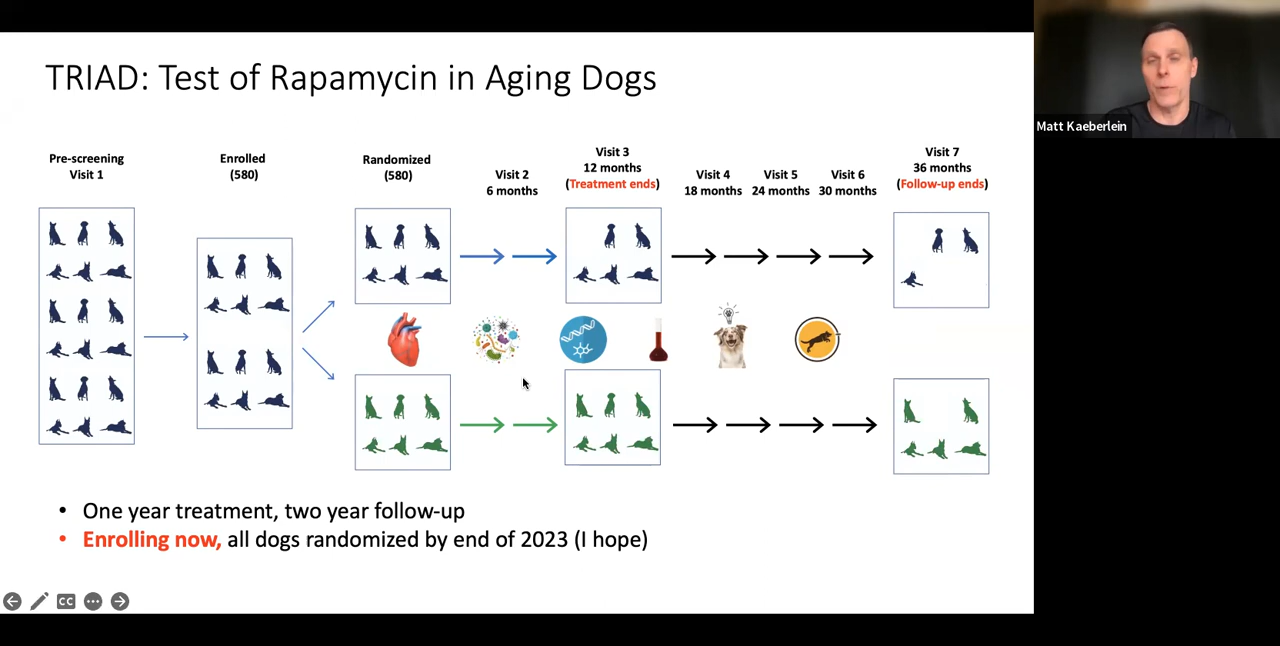 TRIAD: Test of Rapamycin in Aging Dogs
Matt Kaeberlein
Pre-screening
Visit 1
Enrolled
(580)
Randomized
(580)
Visit 2
6 months
Visit 3
12 months
(Treatment ends)
Visit 4
18 months
Visit 5
24 months
Visit 6
30 months
Visit 7
36 months
(Follow-up ends)
• One year treatment, two year follow-up
• Enrolling now, all dogs randomized by end of 2023 (I hope)
CC